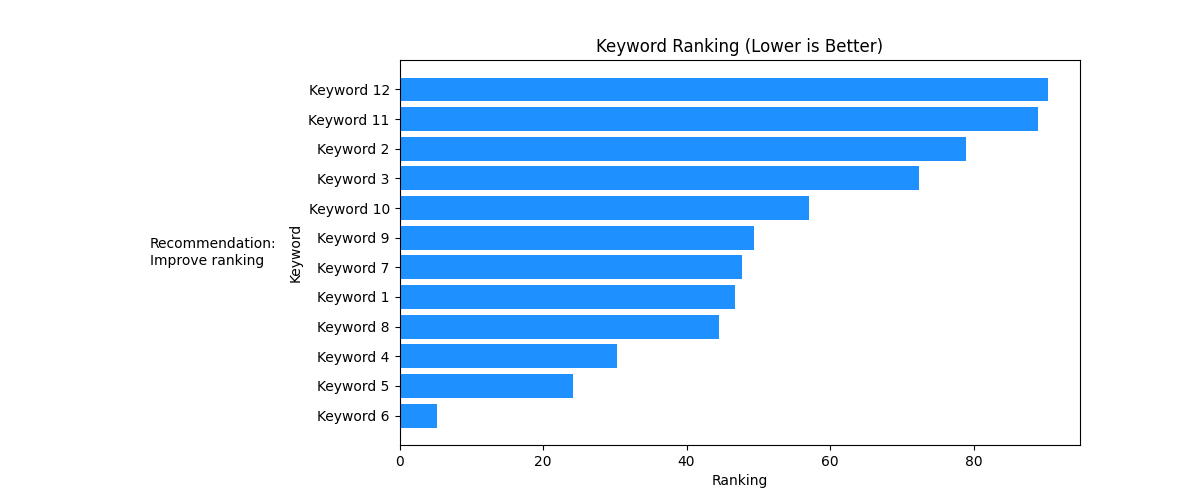 Keyword Ranking (Lower is Better)
Keyword 12
Keyword 11
Keyword 2
Keyword 3
Keyword 10
Keyword 9
Keyword 7
Keyword 1
Keyword 8
Keyword 4
Keyword 5
Keyword 6
Keyword
Recommendation:
Improve ranking
0 20 40 60 80
Ranking